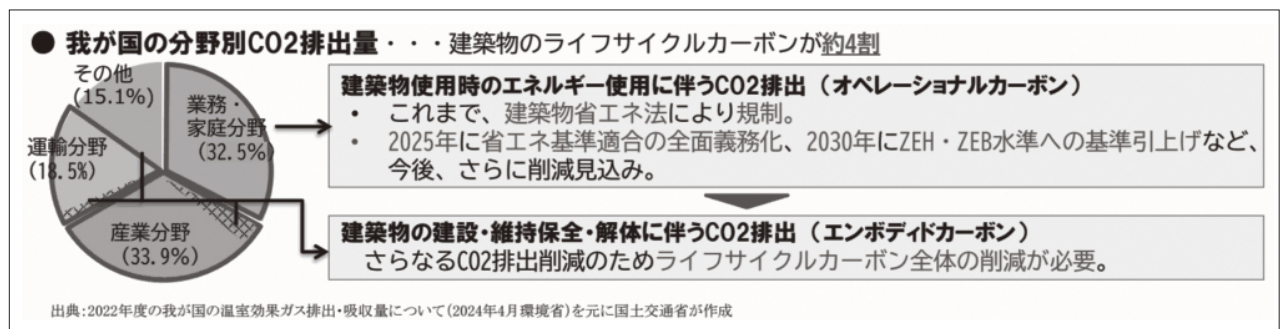 ● 我が国の分野別CO2排出量・・・建築物のライフサイクルカーボンが約4割
その他
(15.1%)
業務・
家庭分野
(32.5%)
運輸分野
(18.5%)
産業分野
(33.9%)
建築物使用時のエネルギー使用に伴うCO2排出（オペレーショナルカーボン）
• これまで、建築物省エネ法により規制。
• 2025年に省エネ基準適合の全面義務化、2030年にZEH・ZEB水準への基準引上げなど、
今後、さらに削減見込み。
建築物の建設・維持保全・解体に伴うCO2排出（エンボディドカーボン）
さらなるCO2排出削減のためライフサイクルカーボン全体の削減が必要。
出典：2022年度の我が国の温室効果ガス排出・吸収量について(2024年4月環境省)を元に国土交通省が作成